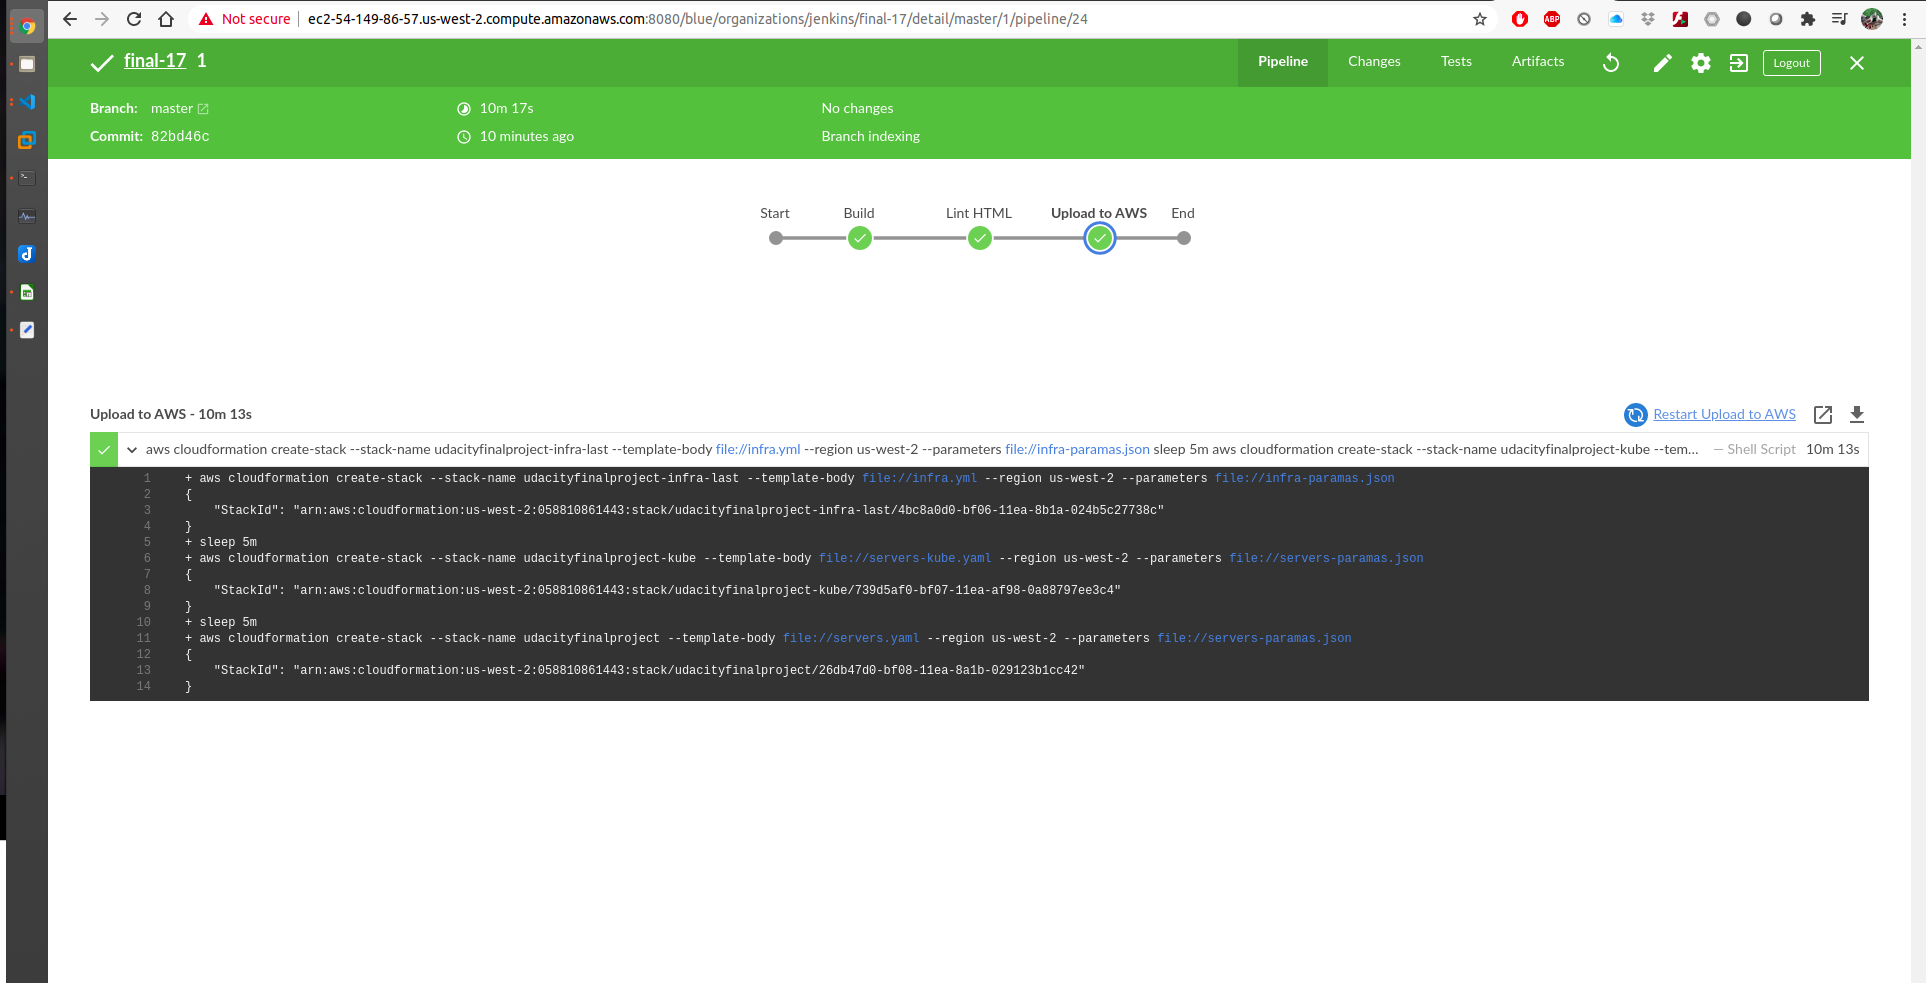 Not secure | ec2-54-149-86-57.us-west-2.compute.amazonaws.com:8080/blue/organizations/jenkins/final-17/detail/master/1/pipeline/24
ABP
final-17 1
Pipeline Changes Tests Artifacts Logout
Branch: master 10m 17s No changes
Commit: 82bd46c 10 minutes ago Branch indexing
Start Build Lint HTML Upload to AWS End
Upload to AWS - 10m 13s Restart Upload to AWS
aws cloudformation create-stack --stack-name udacityfinalproject-infra-last --template-body file://infra.yml --region us-west-2 --parameters file://infra-paramas.json sleep 5m aws cloudformation create-stack --stack-name udacityfinalproject-kube --tem... — Shell Script 10m 13s
1 + aws cloudformation create-stack --stack-name udacityfinalproject-infra-last --template-body file://infra.yml --region us-west-2 --parameters file://infra-paramas.json
2 {
3 "StackId": "arn:aws:cloudformation:us-west-2:058810861443:stack/udacityfinalproject-infra-last/4bc8a0d0-bf06-11ea-8b1a-024b5c27738c"
4 }
5 + sleep 5m
6 + aws cloudformation create-stack --stack-name udacityfinalproject-kube --template-body file://servers-kube.yaml --region us-west-2 --parameters file://servers-paramas.json
7 {
8 "StackId": "arn:aws:cloudformation:us-west-2:058810861443:stack/udacityfinalproject-kube/739d5af0-bf07-11ea-af98-0a88797ee3c4"
9 }
10 + sleep 5m
11 + aws cloudformation create-stack --stack-name udacityfinalproject --template-body file://servers.yaml --region us-west-2 --parameters file://servers-paramas.json
12 {
13 "StackId": "arn:aws:cloudformation:us-west-2:058810861443:stack/udacityfinalproject/26db47d0-bf08-11ea-8a1b-029123b1cc42"
14 }